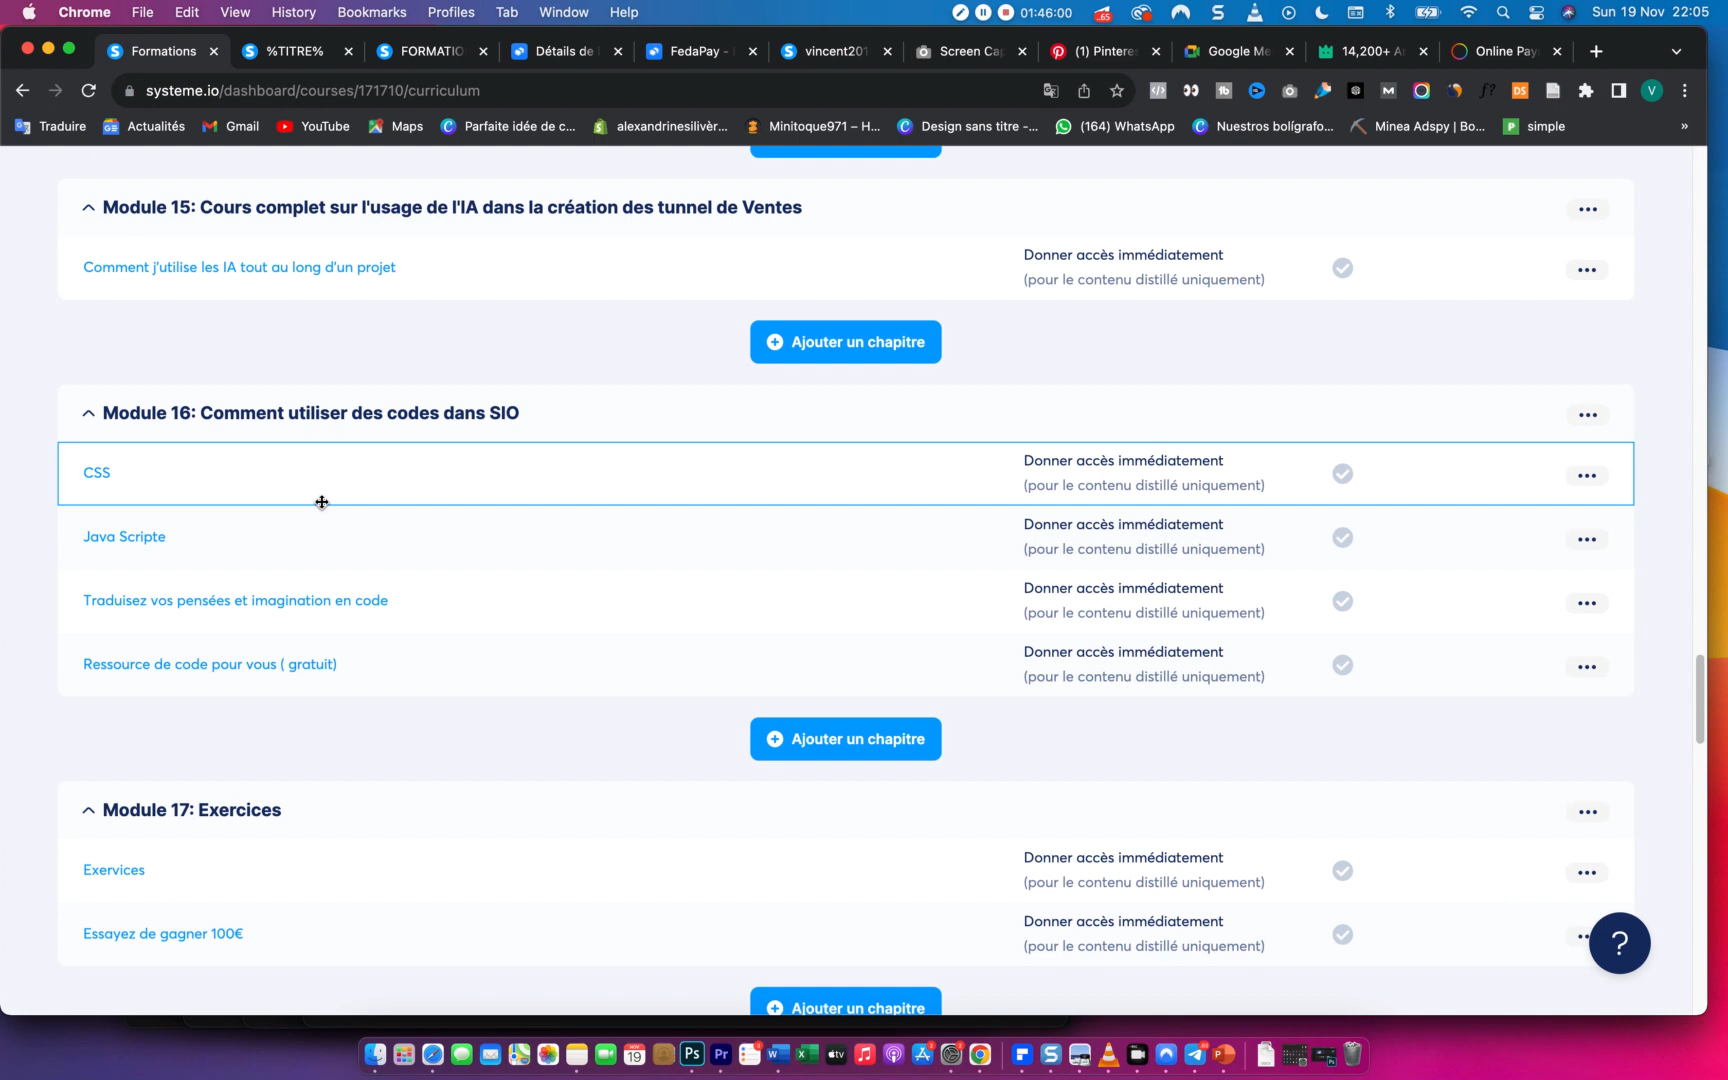 Chrome File Edit View History Bookmarks Profiles Tab Window Help 01:46:00 Sun 19 Nov 22:05
Formations %TITRE% FORMATIO Détails de FedaPay - vincent201 Screen Cap (1) Pintere Google Me 14,200+ A Online Pay
systeme.io/dashboard/courses/171710/curriculum
Traduire Actualités Gmail YouTube Maps Parfaite idée de c... alexandrinesilivèr... Minitoque971 – H... Design sans titre -... (164) WhatsApp Nuestros bolígrafo... Minea Adspy | Bo... simple »
Module 15: Cours complet sur l'usage de l'IA dans la création des tunnel de Ventes
Comment j'utilise les IA tout au long d'un projet
Donner accès immédiatement
(pour le contenu distillé uniquement)
Ajouter un chapitre
Module 16: Comment utiliser des codes dans SIO
CSS
Donner accès immédiatement
(pour le contenu distillé uniquement)
Java Scripte
Donner accès immédiatement
(pour le contenu distillé uniquement)
Traduisez vos pensées et imagination en code
Donner accès immédiatement
(pour le contenu distillé uniquement)
Ressource de code pour vous ( gratuit)
Donner accès immédiatement
(pour le contenu distillé uniquement)
Ajouter un chapitre
Module 17: Exercices
Exervices
Donner accès immédiatement
(pour le contenu distillé uniquement)
Essayez de gagner 100€
Donner accès immédiatement
(pour le contenu distillé uniquement)
?
Ajouter un chapitre